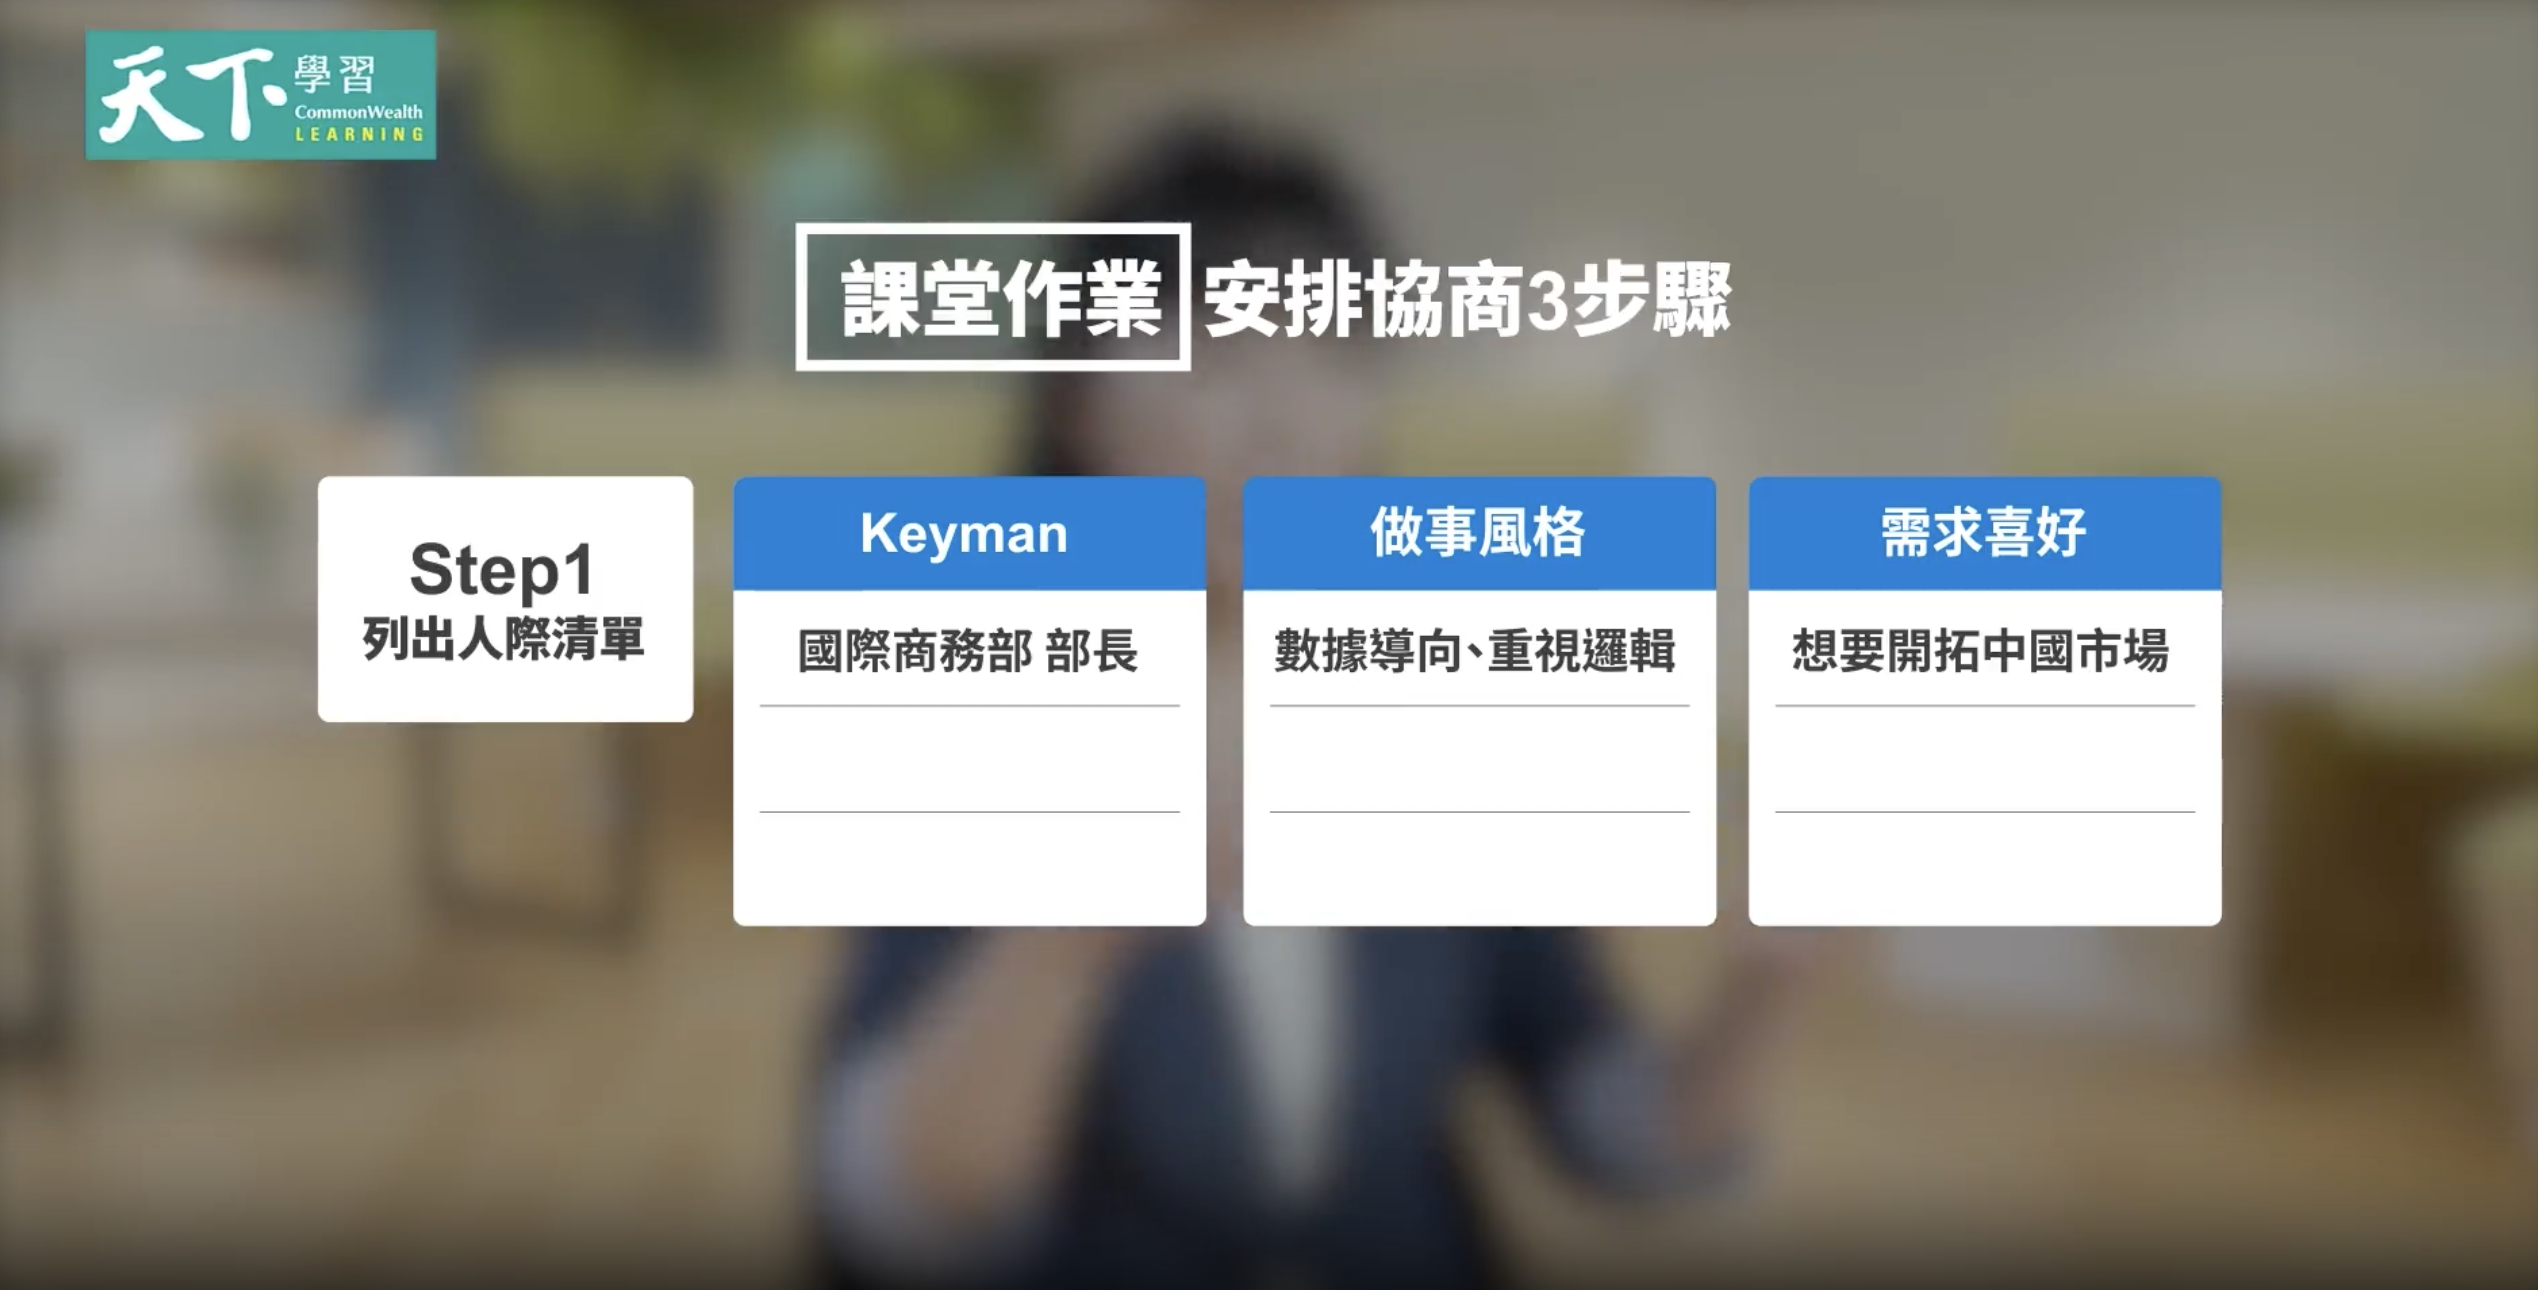 天下學習
CommonWealth
LEARNING
課堂作業 安排協商3步驟
Step1
列出人際清單
Keyman
國際商務部 部長
做事風格
數據導向、重視邏輯
需求喜好
想要開拓中國市場